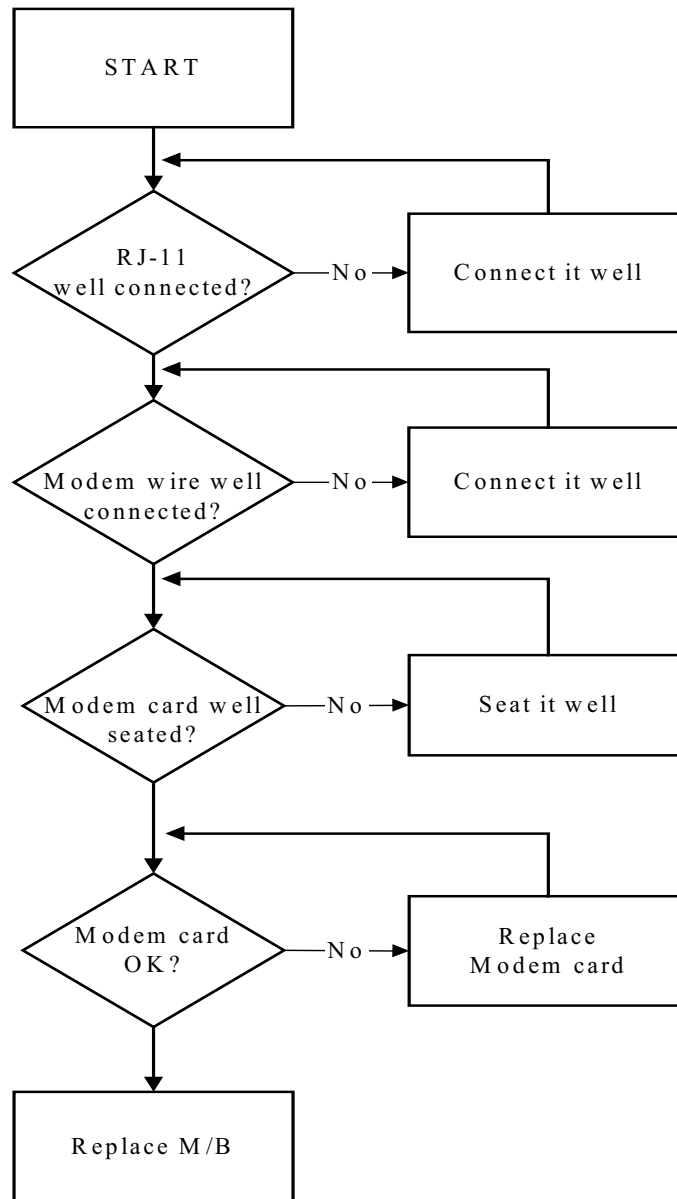 START
RJ-11
well connected?
No
Connect it well
Modem wire well
connected?
No
Connect it well
Modem card well
seated?
No
Seat it well
Modem card
OK?
No
Replace
Modem card
Replace M/B